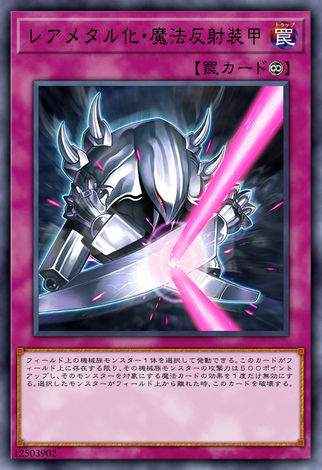 レアメタル化・魔法反射装甲
トラップ
罠
【罠カード♾】
フィールド上の機械族モンスター１体を選択して発動できる。このカードがフ
ィールド上に存在する限り、その機械族モンスターの攻撃力は５００ポイント
アップし、そのモンスターを対象にする魔法カードの効果を１度だけ無効にす
る。選択したモンスターがフィールド上から離れた時、このカードを破壊する。
12503902